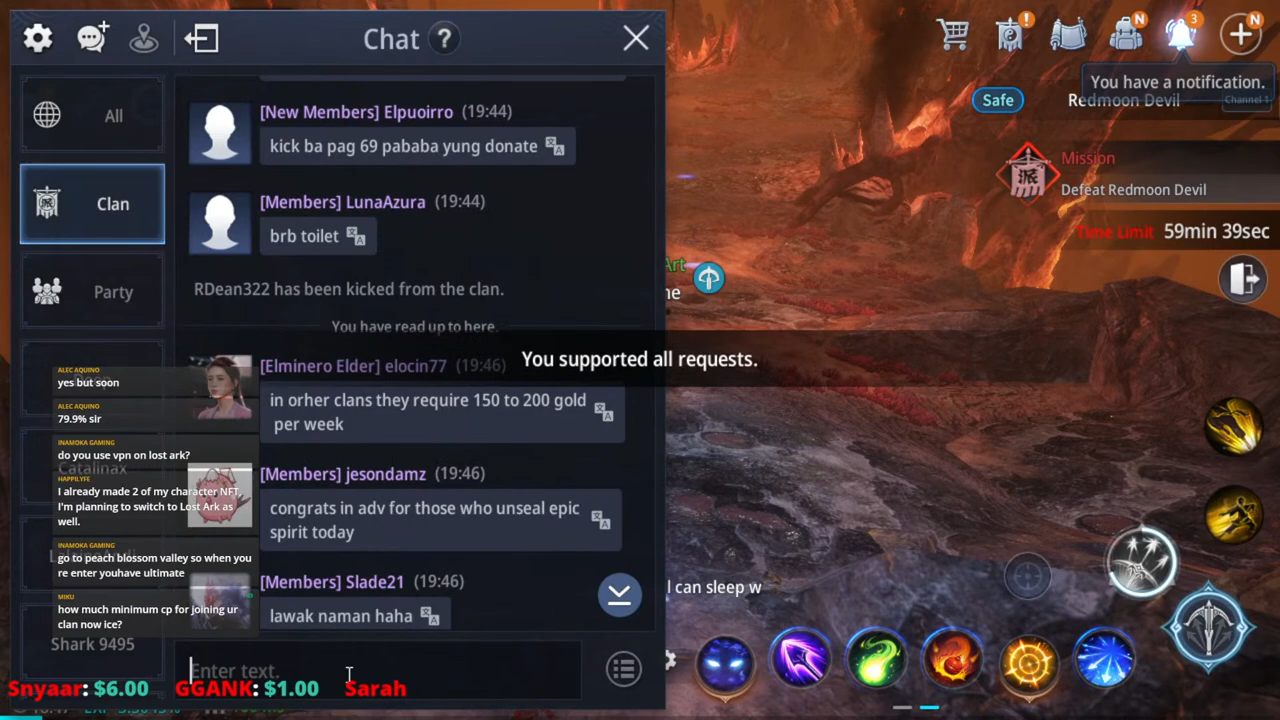 Chat ?
You have a notification.
Safe
Redmoon Devil
Channel 1
Mission
Defeat Redmoon Devil
Time Limit 59min 39sec
All
Clan
Party
Catalinax
Shark 9495
[New Members] Elpuoirro (19:44)
kick ba pag 69 pababa yung donate
[Members] LunaAzura (19:44)
brb toilet
RDean322 has been kicked from the clan.
You have read up to here.
You supported all requests.
[Elminero Elder] elocin77 (19:46)
in orher clans they require 150 to 200 gold
per week
[Members] jesondamz (19:46)
congrats in adv for those who unseal epic
spirit today
[Members] Slade21 (19:46)
lawak naman haha
Enter text.
ALEC AQUINO
yes but soon
ALEC AQUINO
79.9% sir
INAMOKA GAMING
do you use vpn on lost ark?
HAPPILYFE
I already made 2 of my character NFT.
I'm planning to switch to Lost Ark as
well.
INAMOKA GAMING
go to peach blossom valley so when you
re enter youhave ultimate
MIKU
how much minimum cp for joining ur
clan now ice?
Snyaar: $6.00 GGANK: $1.00 Sarah
Art
ne
I can sleep w
N
3
N